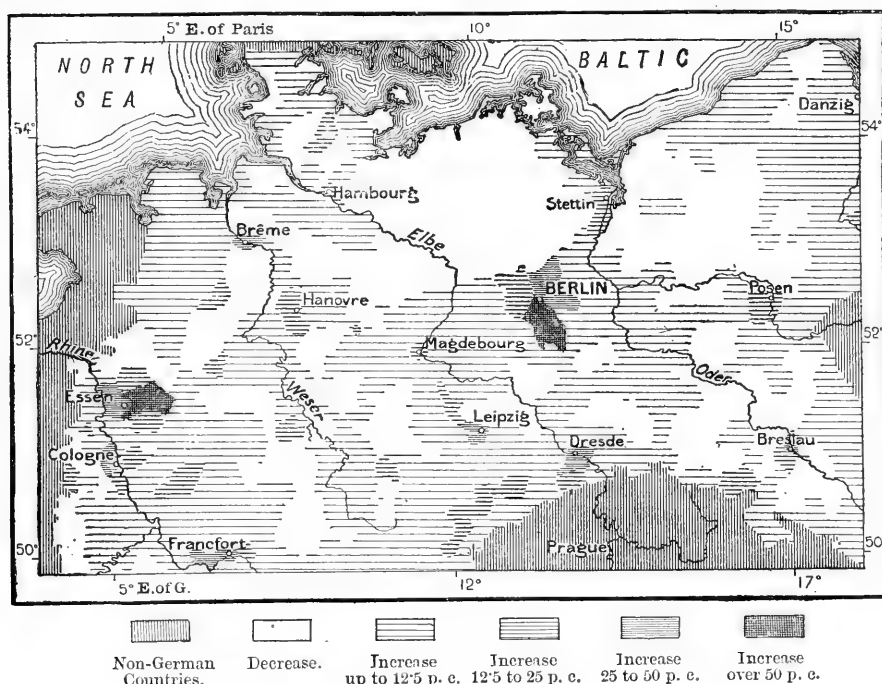 5° E. of Paris 10° 15°
NORTH
SEA
BALTIC
Danzig
54° 54°
Hambourg
Stettin
Brême
Elbe
BERLIN
Posen
Hanovre
52° 52°
Magdebourg
Rhine
Oder
Essen
Weser
Leipzig
Dresde
Breslau
Cologne
50° 50°
Francfort
Prague
5° E. of G. 12° 17°
Non-German Decrease. Increase Increase Increase Increase
Countries. up to 12·5 p. c. 12·5 to 25 p. c. 25 to 50 p. c. over 50 p. c.